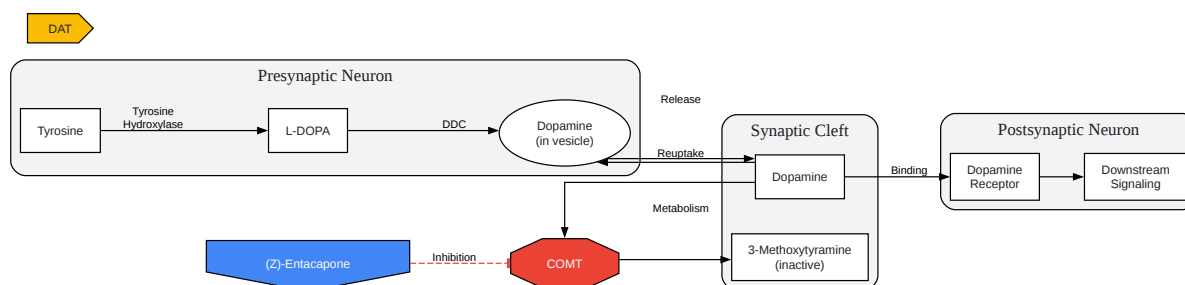 DAT
Presynaptic Neuron
Tyrosine
Tyrosine
Hydroxylase
L-DOPA
DDC
Dopamine
(in vesicle)
Release
Reuptake
Synaptic Cleft
Dopamine
Binding
Postsynaptic Neuron
Dopamine
Receptor
Downstream
Signaling
Metabolism
(Z)-Entacapone
Inhibition
COMT
3-Methoxytyramine
(inactive)